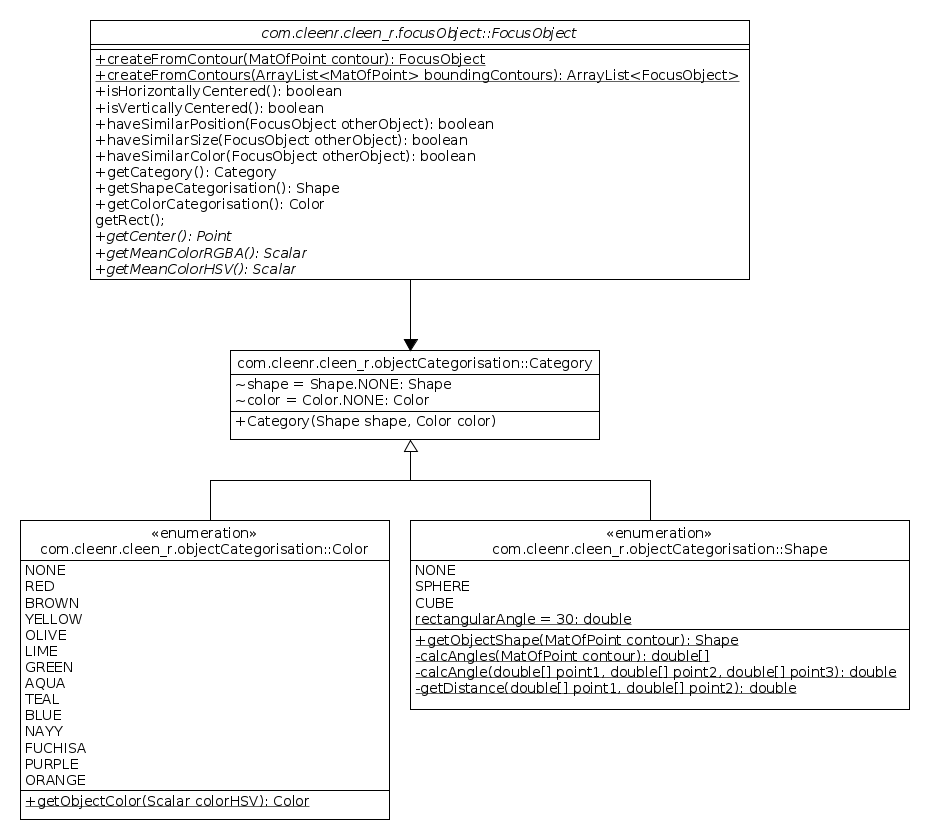 com.cleenr.cleen_r.focusObject::FocusObject
+createFromContour(MatOfPoint contour): FocusObject
+createFromContours(ArrayList<MatOfPoint> boundingContours): ArrayList<FocusObject>
+isHorizontallyCentered(): boolean
+isVerticallyCentered(): boolean
+haveSimilarPosition(FocusObject otherObject): boolean
+haveSimilarSize(FocusObject otherObject): boolean
+haveSimilarColor(FocusObject otherObject): boolean
+getCategory(): Category
+getShapeCategorisation(): Shape
+getColorCategorisation(): Color
getRect();
+getCenter(): Point
+getMeanColorRGBA(): Scalar
+getMeanColorHSV(): Scalar
com.cleenr.cleen_r.objectCategorisation::Category
~shape = Shape.NONE: Shape
~color = Color.NONE: Color
+Category(Shape shape, Color color)
«enumeration»
com.cleenr.cleen_r.objectCategorisation::Color
NONE
RED
BROWN
YELLOW
OLIVE
LIME
GREEN
AQUA
TEAL
BLUE
NAYY
FUCHISA
PURPLE
ORANGE
+getObjectColor(Scalar colorHSV): Color
«enumeration»
com.cleenr.cleen_r.objectCategorisation::Shape
NONE
SPHERE
CUBE
rectangularAngle = 30: double
+getObjectShape(MatOfPoint contour): Shape
-calcAngles(MatOfPoint contour): double[]
-calcAngle(double[] point1, double[] point2, double[] point3): double
-getDistance(double[] point1, double[] point2): double